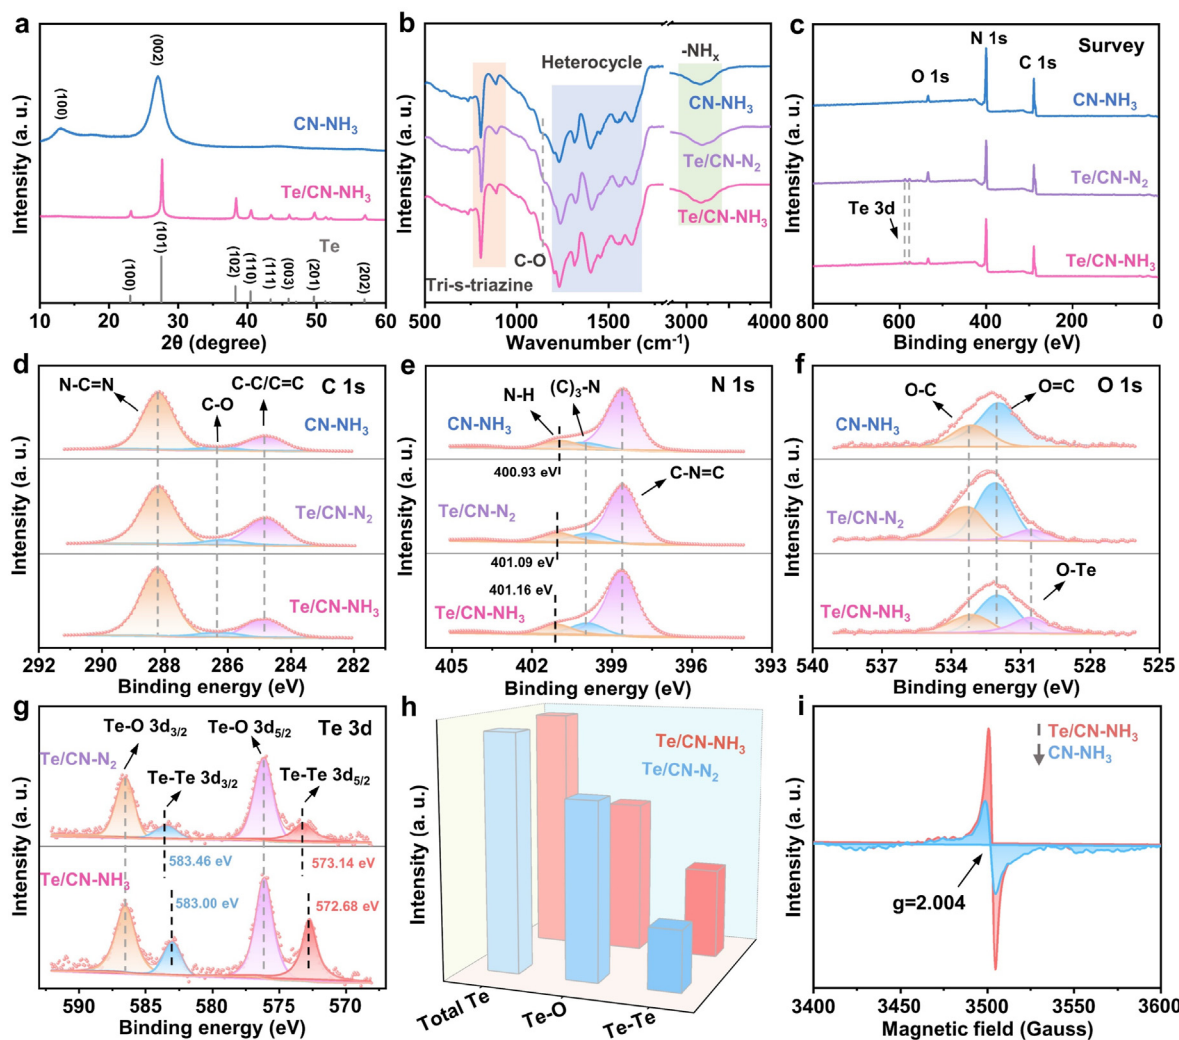 a
Intensity (a. u.)
(100)
(002)
CN-NH₃
Te/CN-NH₃
Te
(100)
(101)
(102)
(110)
(111)
(003)
(201)
(202)
10 20 30 40 50 60
2θ (degree)
b
Intensity (a. u.)
Heterocycle
-NHₓ
CN-NH₃
Te/CN-N₂
Te/CN-NH₃
C-O
Tri-s-triazine
500 1000 1500 3000 4000
Wavenumber (cm⁻¹)
c
Intensity (a. u.)
Survey
N 1s
C 1s
O 1s
CN-NH₃
Te/CN-N₂
Te 3d
Te/CN-NH₃
800 600 400 200 0
Binding energy (eV)
d
Intensity (a. u.)
C 1s
N-C=N
C-C/C=C
C-O
CN-NH₃
Te/CN-N₂
Te/CN-NH₃
292 290 288 286 284 282 281
Binding energy (eV)
e
Intensity (a. u.)
N 1s
(C)₃-N
N-H
CN-NH₃
400.93 eV
C-N=C
Te/CN-N₂
401.09 eV
401.16 eV
Te/CN-NH₃
405 402 399 396 393
Binding energy (eV)
f
Intensity (a. u.)
O 1s
O-C
O=C
CN-NH₃
Te/CN-N₂
O-Te
Te/CN-NH₃
540 537 534 531 528 525
Binding energy (eV)
g
Intensity (a. u.)
Te 3d
Te-O 3d₃/₂
Te-O 3d₅/₂
Te/CN-N₂
Te-Te 3d₃/₂
Te-Te 3d₅/₂
583.46 eV
573.14 eV
Te/CN-NH₃
583.00 eV
572.68 eV
590 585 580 575 570
Binding energy (eV)
h
Intensity (a. u.)
Te/CN-NH₃
Te/CN-N₂
Total Te
Te-O
Te-Te
i
Intensity (a. u.)
Te/CN-NH₃
CN-NH₃
g=2.004
3400 3450 3500 3550 3600
Magnetic field (Gauss)